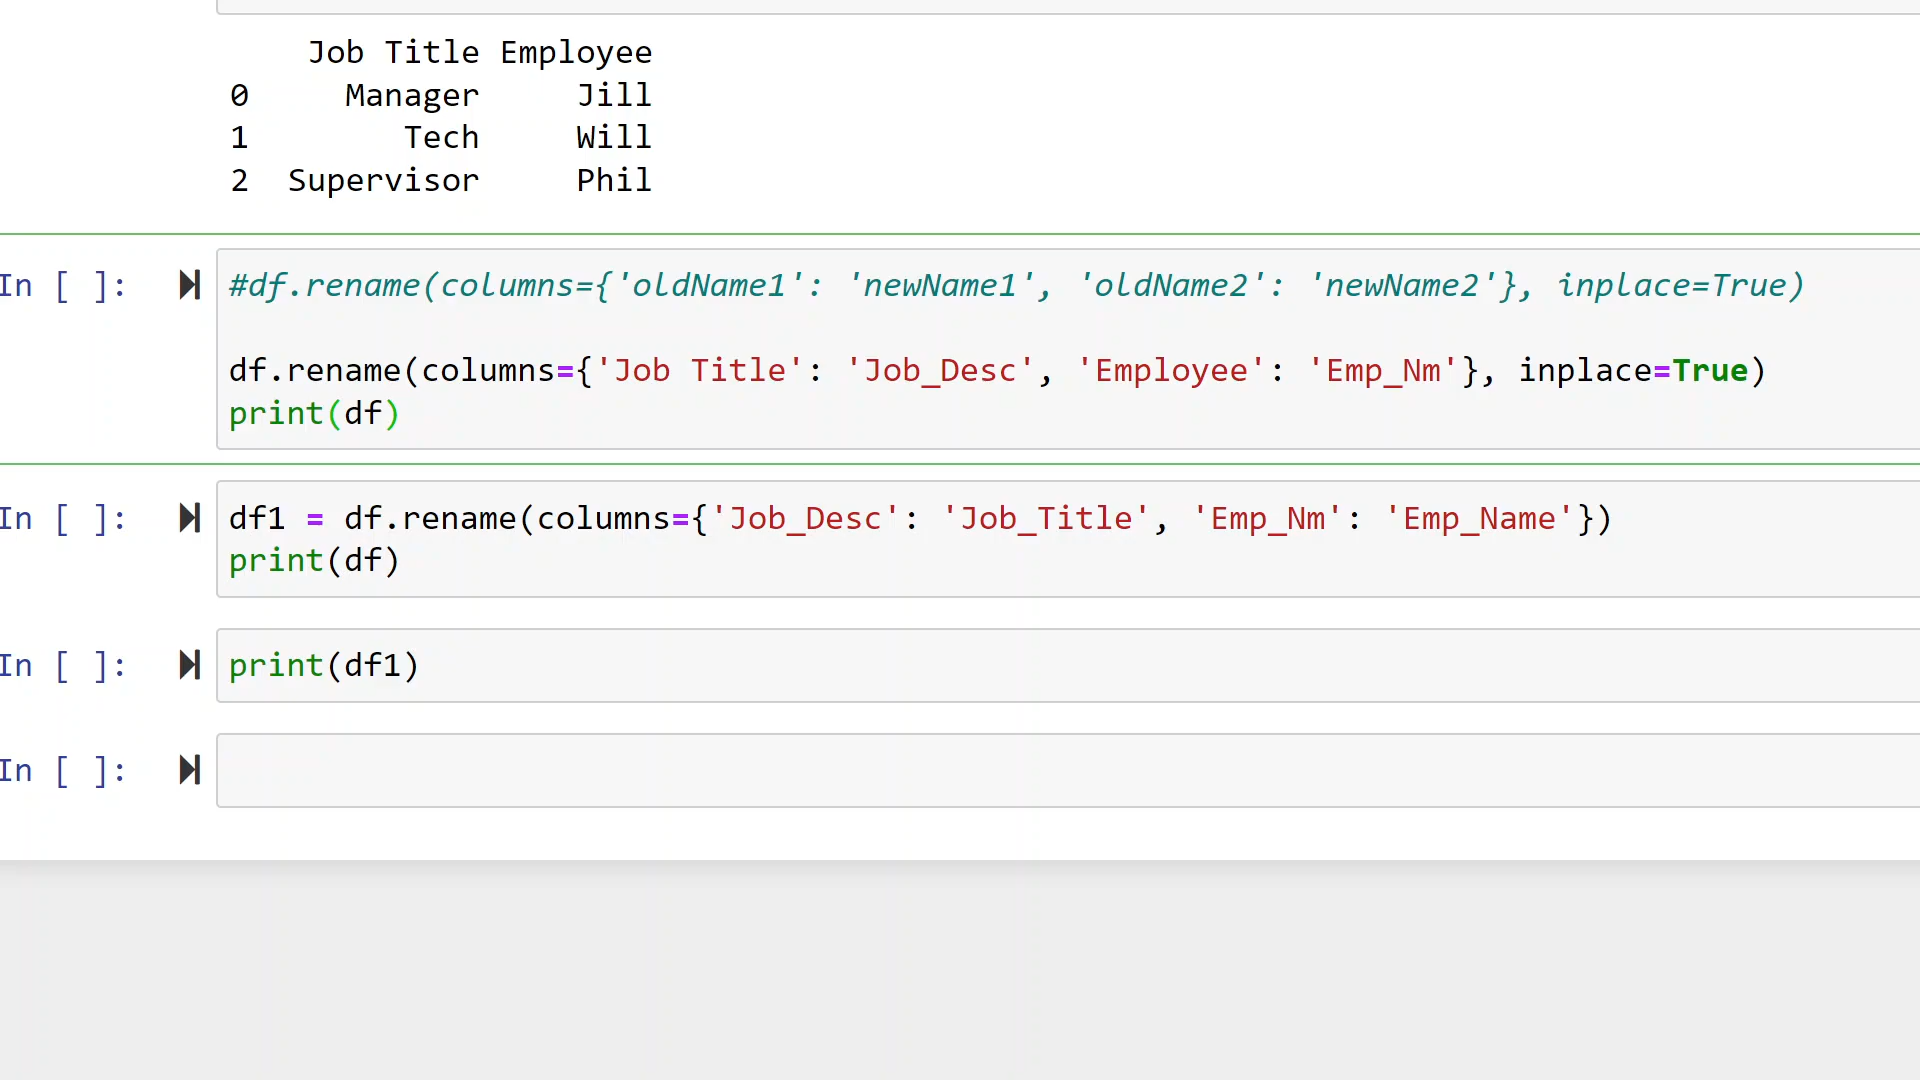 Job Title Employee
0 Manager Jill
1 Tech Will
2 Supervisor Phil
In [ ]: #df.rename(columns={'oldName1': 'newName1', 'oldName2': 'newName2'}, inplace=True)
df.rename(columns={'Job Title': 'Job_Desc', 'Employee': 'Emp_Nm'}, inplace=True)
print(df)
In [ ]: df1 = df.rename(columns={'Job_Desc': 'Job_Title', 'Emp_Nm': 'Emp_Name'})
print(df)
In [ ]: print(df1)
In [ ]: